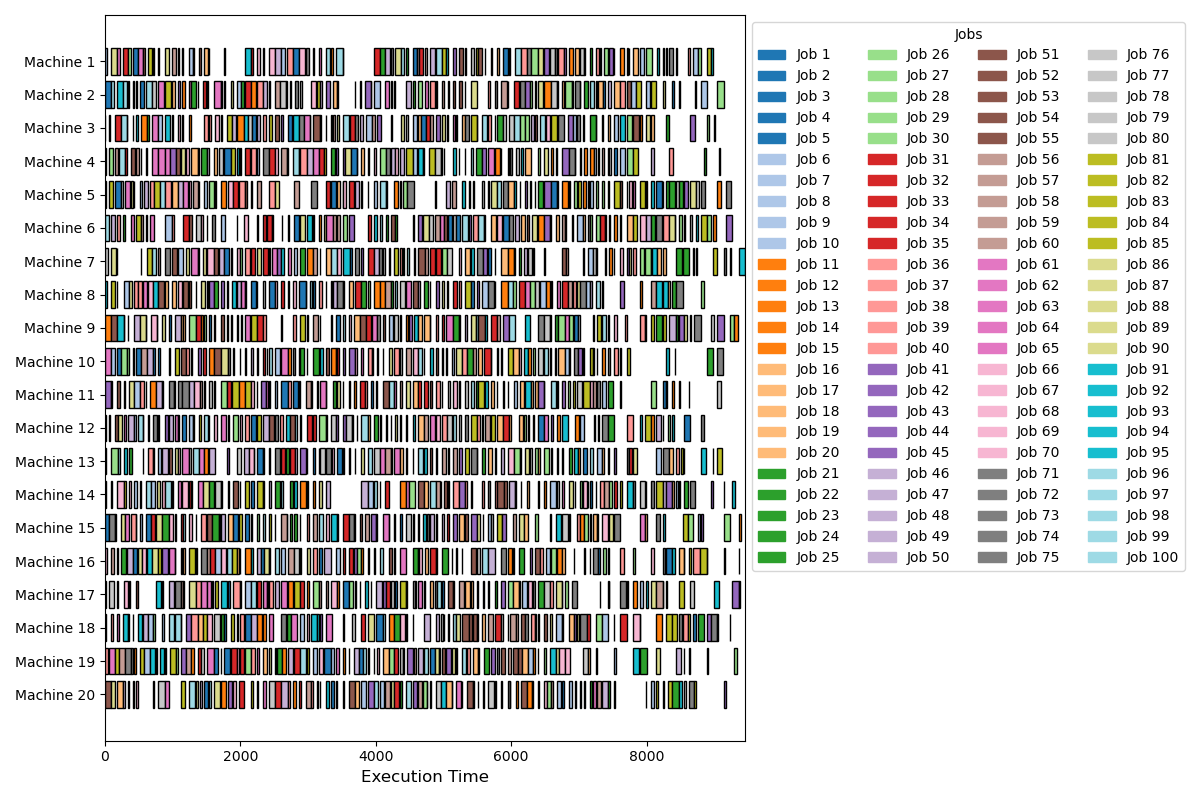 Machine 1
Machine 2
Machine 3
Machine 4
Machine 5
Machine 6
Machine 7
Machine 8
Machine 9
Machine 10
Machine 11
Machine 12
Machine 13
Machine 14
Machine 15
Machine 16
Machine 17
Machine 18
Machine 19
Machine 20
0 2000 4000 6000 8000
Execution Time
Jobs
Job 1 Job 26 Job 51 Job 76
Job 2 Job 27 Job 52 Job 77
Job 3 Job 28 Job 53 Job 78
Job 4 Job 29 Job 54 Job 79
Job 5 Job 30 Job 55 Job 80
Job 6 Job 31 Job 56 Job 81
Job 7 Job 32 Job 57 Job 82
Job 8 Job 33 Job 58 Job 83
Job 9 Job 34 Job 59 Job 84
Job 10 Job 35 Job 60 Job 85
Job 11 Job 36 Job 61 Job 86
Job 12 Job 37 Job 62 Job 87
Job 13 Job 38 Job 63 Job 88
Job 14 Job 39 Job 64 Job 89
Job 15 Job 40 Job 65 Job 90
Job 16 Job 41 Job 66 Job 91
Job 17 Job 42 Job 67 Job 92
Job 18 Job 43 Job 68 Job 93
Job 19 Job 44 Job 69 Job 94
Job 20 Job 45 Job 70 Job 95
Job 21 Job 46 Job 71 Job 96
Job 22 Job 47 Job 72 Job 97
Job 23 Job 48 Job 73 Job 98
Job 24 Job 49 Job 74 Job 99
Job 25 Job 50 Job 75 Job 100